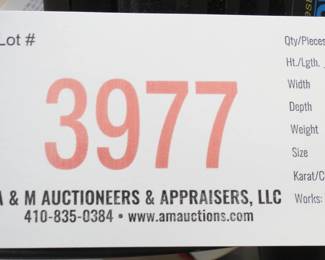 Lot #
3977
A & M AUCTIONEERS & APPRAISERS, LLC
410-835-0384 • www.amauctions.com
Qty/Pieces
Ht./Lgth.
Width
Depth
Weight
Size
Karat/C
Works: